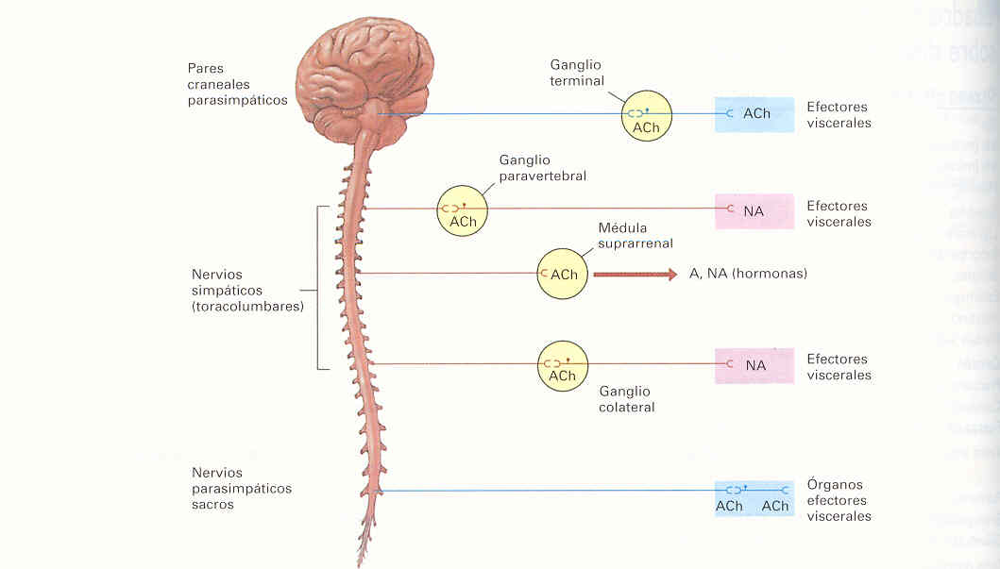 Pares
craneales
parasimpáticos
Ganglio
terminal
ACh
ACh
Efectores
viscerales
Ganglio
paravertebral
ACh
NA
Efectores
viscerales
Médula
suprarrenal
ACh
A, NA (hormonas)
Nervios
simpáticos
(toracolumbares)
ACh
NA
Efectores
viscerales
Ganglio
colateral
Nervios
parasimpáticos
sacros
ACh
ACh
Órganos
efectores
viscerales